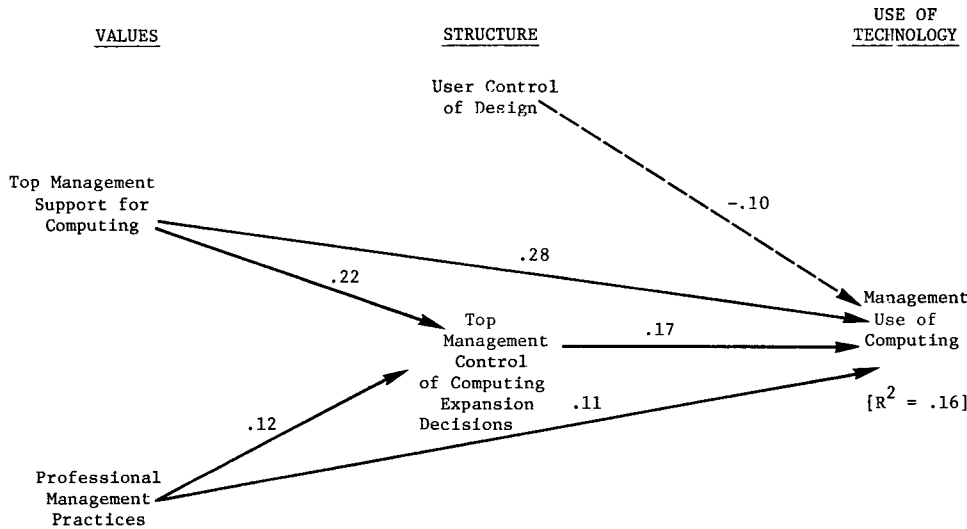 VALUES
STRUCTURE
USE OF
TECHNOLOGY
User Control
of Design
Top Management
Support for
Computing
-.10
.28
.22
Management
Use of
Computing
[R² = .16]
.17
Top
Management
Control
of Computing
Expansion
Decisions
.11
.12
Professional
Management
Practices